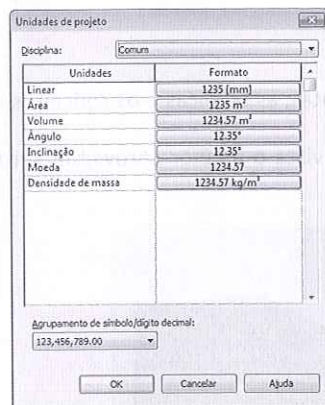 Unidades de projeto
Disciplina: Comum
Unidades Formato
Linear 1235 [mm]
Área 1235 m²
Volume 1234.57 m³
Ângulo 12.35°
Inclinação 12.35°
Moeda 1234.57
Densidade de massa 1234.57 kg/m³
Agrupamento de símbolo/dígito decimal:
123,456,789.00
OK Cancelar Ajuda